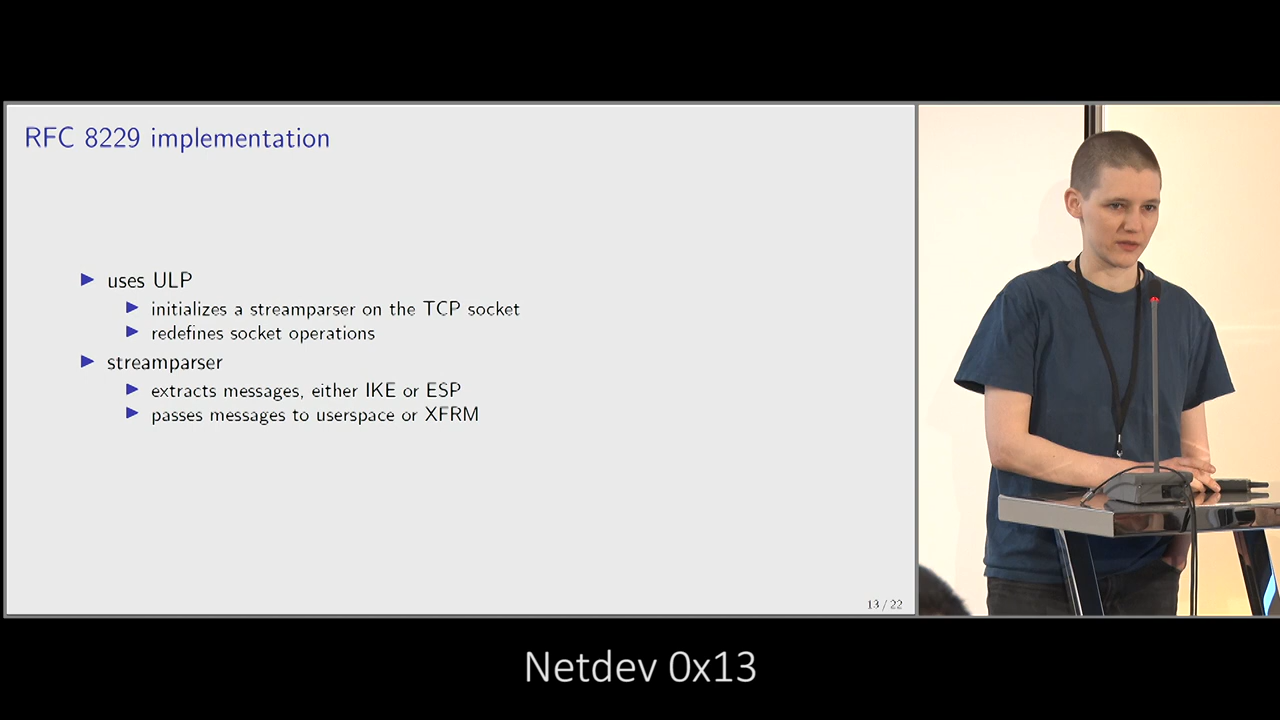 RFC 8229 implementation
uses ULP
initializes a streamparser on the TCP socket
redefines socket operations
streamparser
extracts messages, either IKE or ESP
passes messages to userspace or XFRM
13 / 22
Netdev 0x13